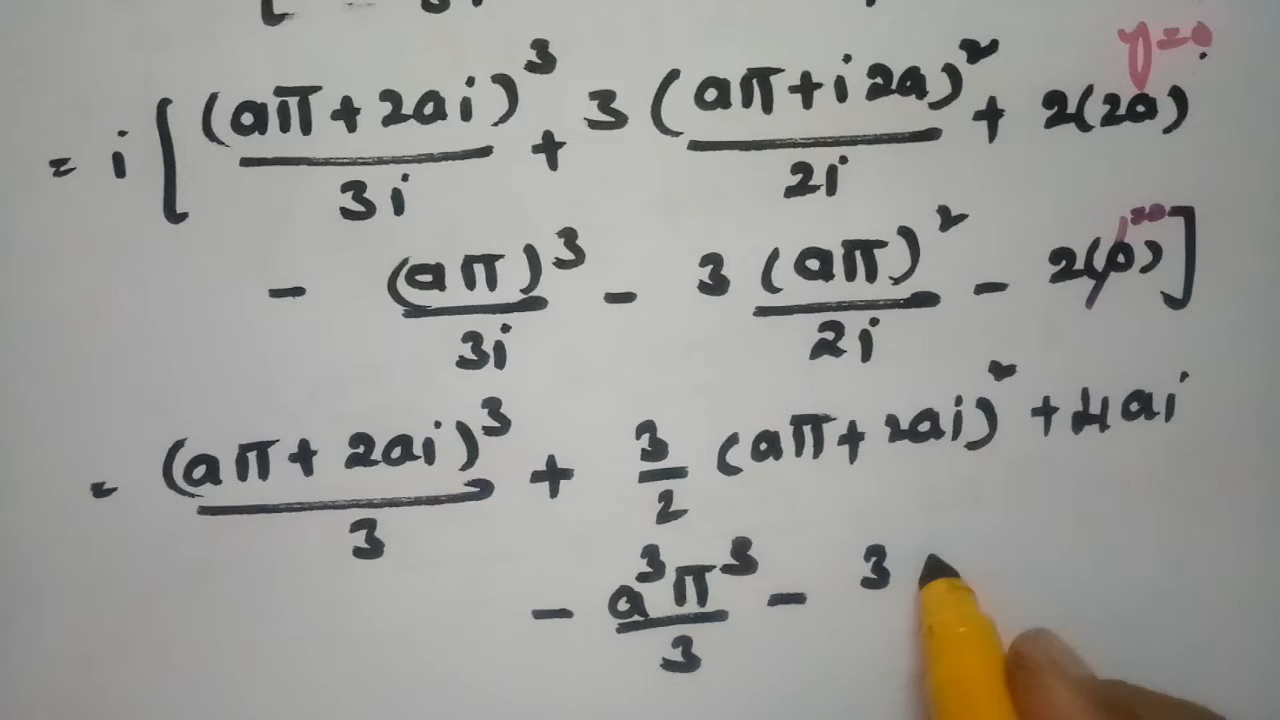 y=0
= i [ (aπ + 2ai)³ / 3i + 3 (aπ + i2a)² / 2i + 2(2a)
- (aπ)³ / 3i - 3 (aπ)² / 2i - 2(0) ]
= (aπ + 2ai)³ / 3 + 3/2 (aπ + 2ai)² + 4ai
- a³π³ / 3 - 3